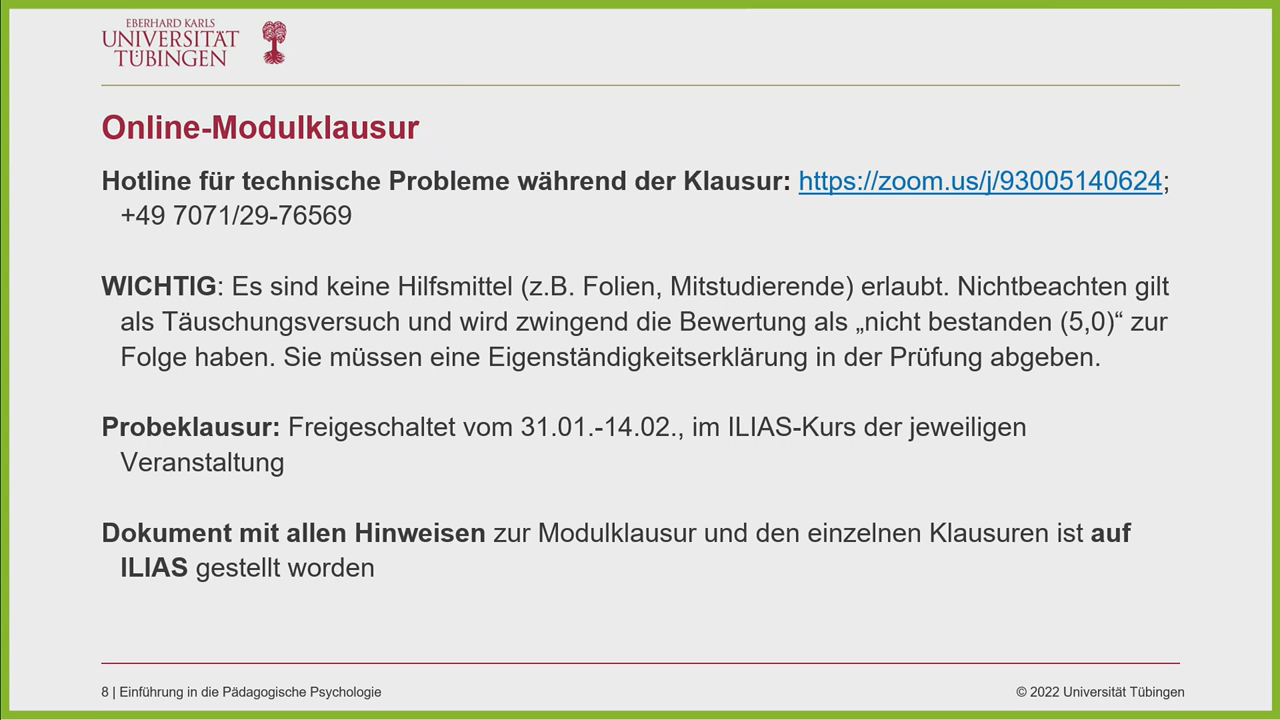 EBERHARD KARLS
UNIVERSITÄT
TÜBINGEN
Online-Modulklausur
Hotline für technische Probleme während der Klausur: https://zoom.us/j/93005140624;
+49 7071/29-76569
WICHTIG: Es sind keine Hilfsmittel (z.B. Folien, Mitstudierende) erlaubt. Nichtbeachten gilt
als Täuschungsversuch und wird zwingend die Bewertung als „nicht bestanden (5,0)“ zur
Folge haben. Sie müssen eine Eigenständigkeitserklärung in der Prüfung abgeben.
Probeklausur: Freigeschaltet vom 31.01.-14.02., im ILIAS-Kurs der jeweiligen
Veranstaltung
Dokument mit allen Hinweisen zur Modulklausur und den einzelnen Klausuren ist auf
ILIAS gestellt worden
8 | Einführung in die Pädagogische Psychologie
© 2022 Universität Tübingen